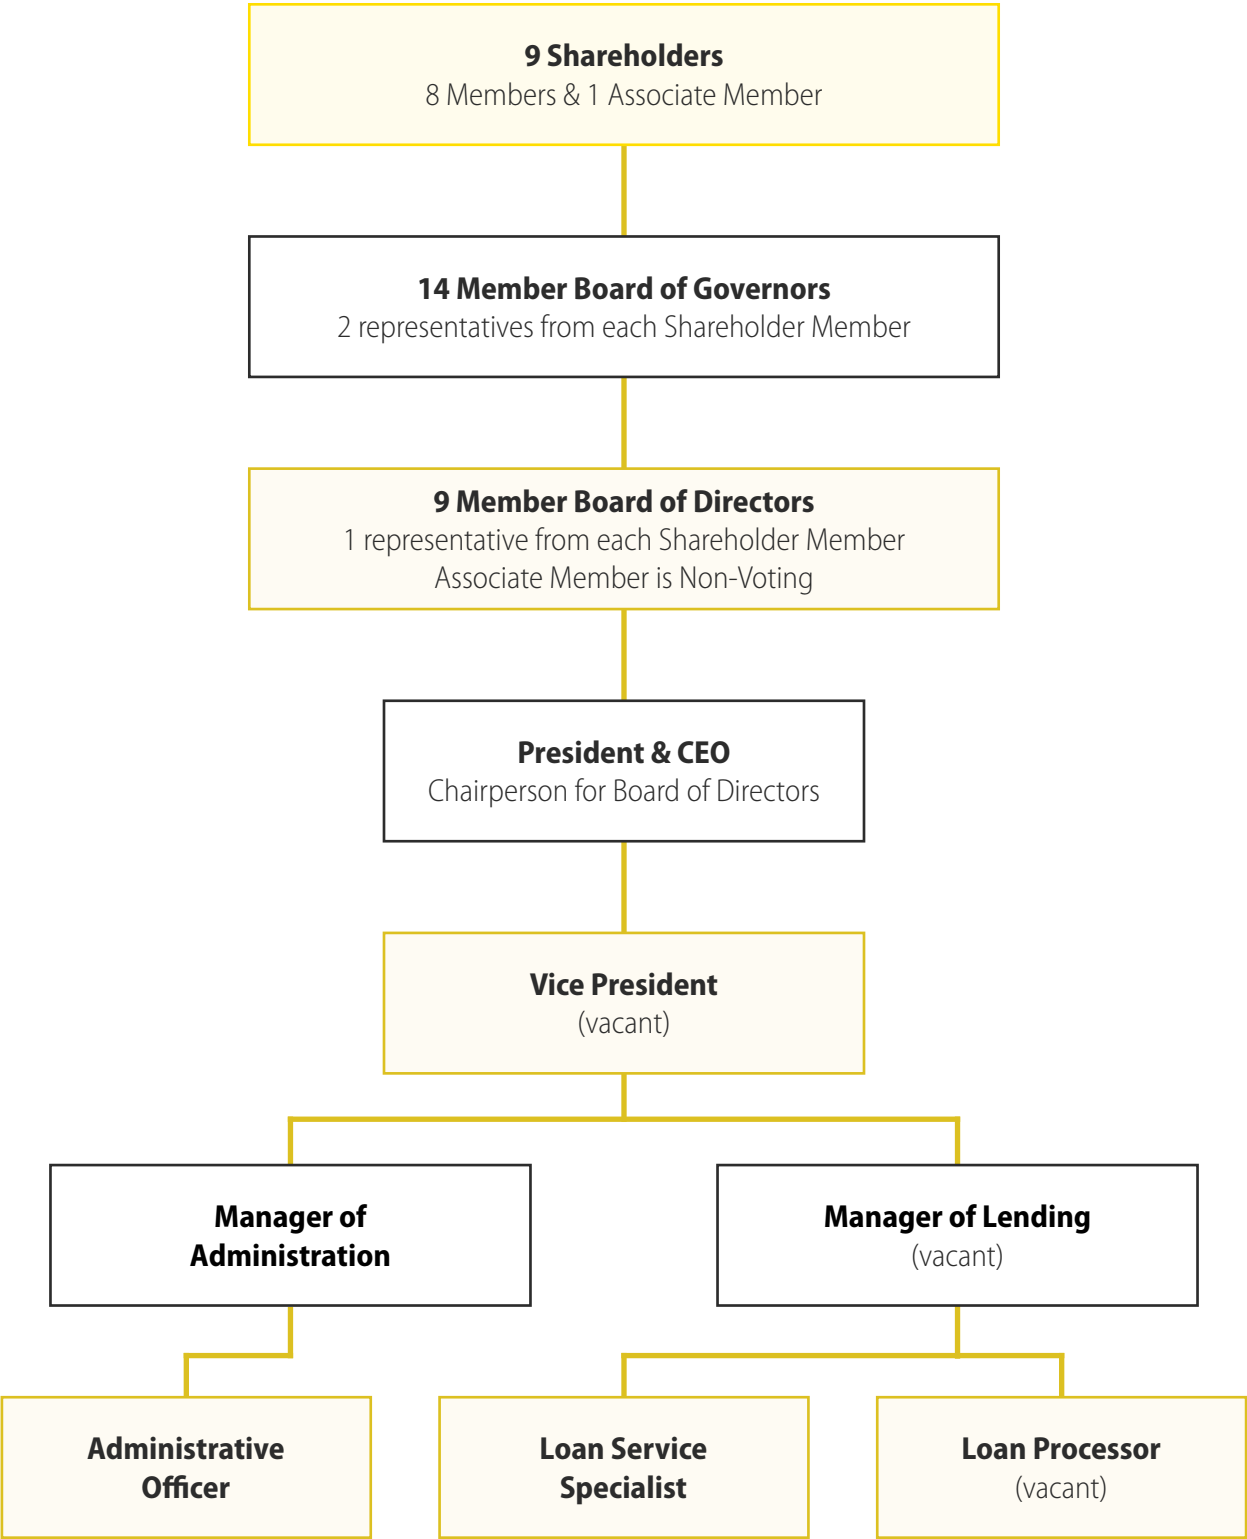 9 Shareholders
8 Members & 1 Associate Member
14 Member Board of Governors
2 representatives from each Shareholder Member
9 Member Board of Directors
1 representative from each Shareholder Member
Associate Member is Non-Voting
President & CEO
Chairperson for Board of Directors
Vice President
(vacant)
Manager of
Administration
Manager of Lending
(vacant)
Administrative
Officer
Loan Service
Specialist
Loan Processor
(vacant)